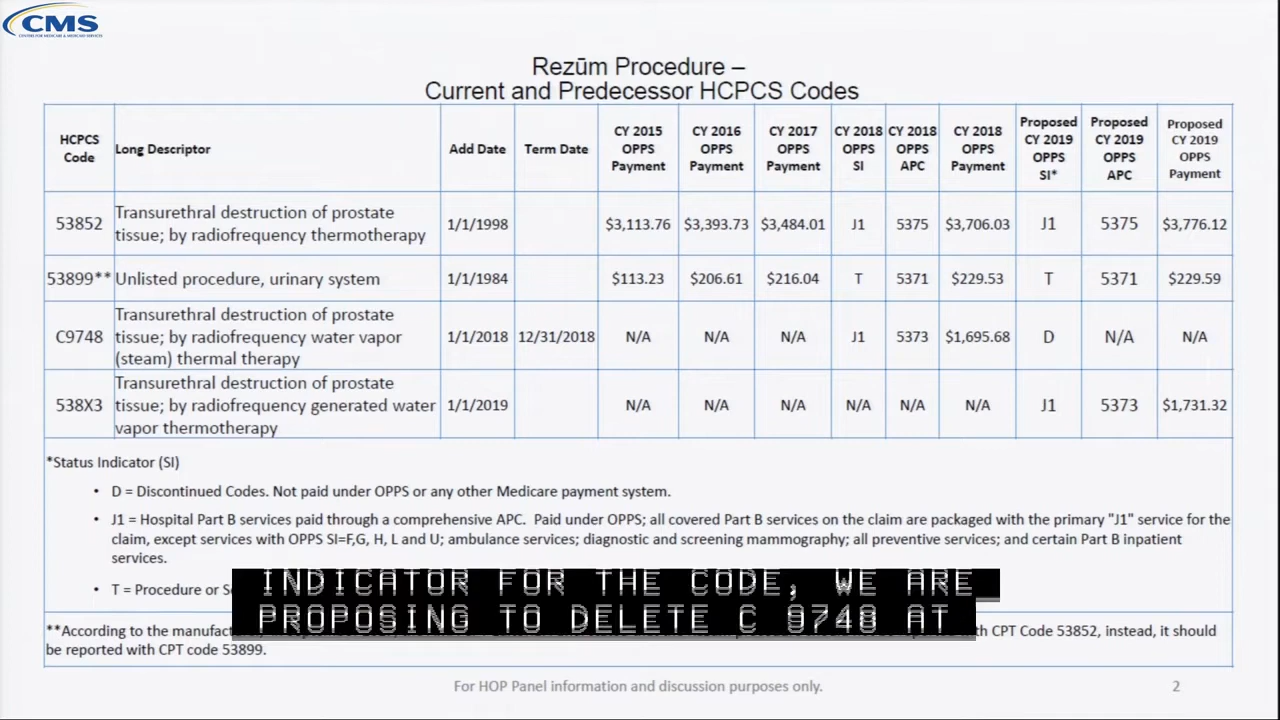 CMS
CENTERS FOR MEDICARE & MEDICAID SERVICES
Rezūm Procedure –
Current and Predecessor HCPCS Codes
HCPCS Code Long Descriptor Add Date Term Date CY 2015 OPPS Payment CY 2016 OPPS Payment CY 2017 OPPS Payment CY 2018 OPPS SI CY 2018 OPPS APC CY 2018 OPPS Payment Proposed CY 2019 OPPS SI* Proposed CY 2019 OPPS APC Proposed CY 2019 OPPS Payment
53852 Transurethral destruction of prostate tissue; by radiofrequency thermotherapy 1/1/1998 $3,113.76 $3,393.73 $3,484.01 J1 5375 $3,706.03 J1 5375 $3,776.12
53899** Unlisted procedure, urinary system 1/1/1984 $113.23 $206.61 $216.04 T 5371 $229.53 T 5371 $229.59
C9748 Transurethral destruction of prostate tissue; by radiofrequency water vapor (steam) thermal therapy 1/1/2018 12/31/2018 N/A N/A N/A J1 5373 $1,695.68 D N/A N/A
538X3 Transurethral destruction of prostate tissue; by radiofrequency generated water vapor thermotherapy 1/1/2019 N/A N/A N/A N/A N/A N/A J1 5373 $1,731.32
*Status Indicator (SI)
• D = Discontinued Codes. Not paid under OPPS or any other Medicare payment system.
• J1 = Hospital Part B services paid through a comprehensive APC. Paid under OPPS; all covered Part B services on the claim are packaged with the primary "J1" service for the
claim, except services with OPPS SI=F,G, H, L and U; ambulance services; diagnostic and screening mammography; all preventive services; and certain Part B inpatient
services.
• T = Procedure or
INDICATOR FOR THE CODE, WE ARE
PROPOSING TO DELETE C 9748 AT
**According to the with CPT Code 53852, instead, it should
be reported with CPT code 53899.
For HOP Panel information and discussion purposes only. 2